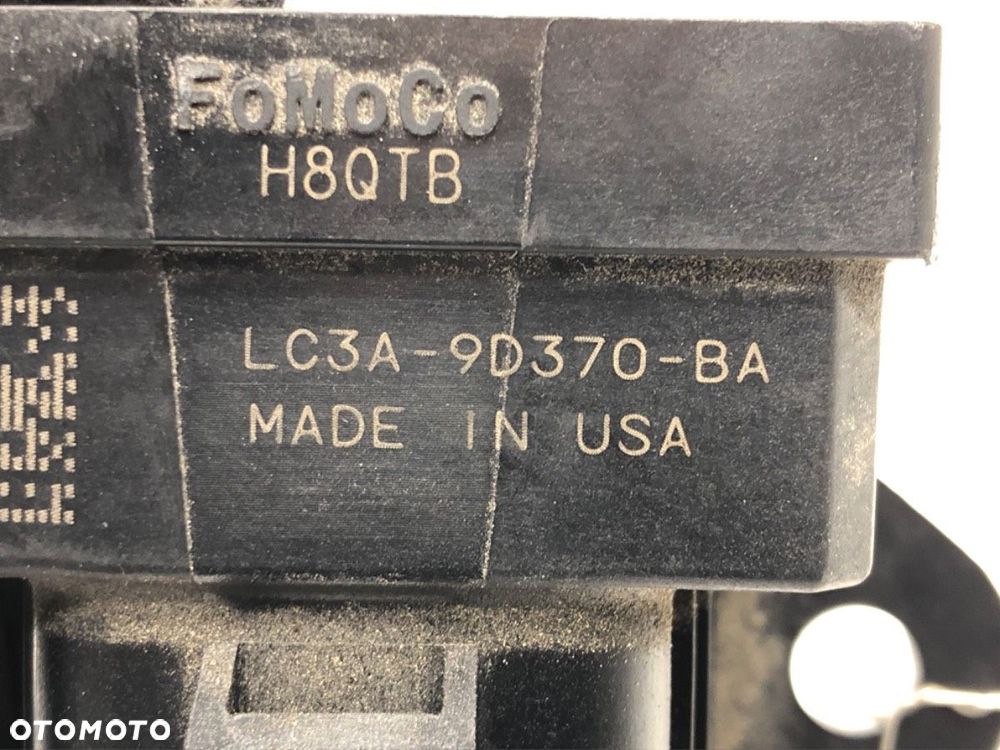 FoMoCo
H8QTB
LC3A-9D370-BA
MADE IN USA
OTOMOTO